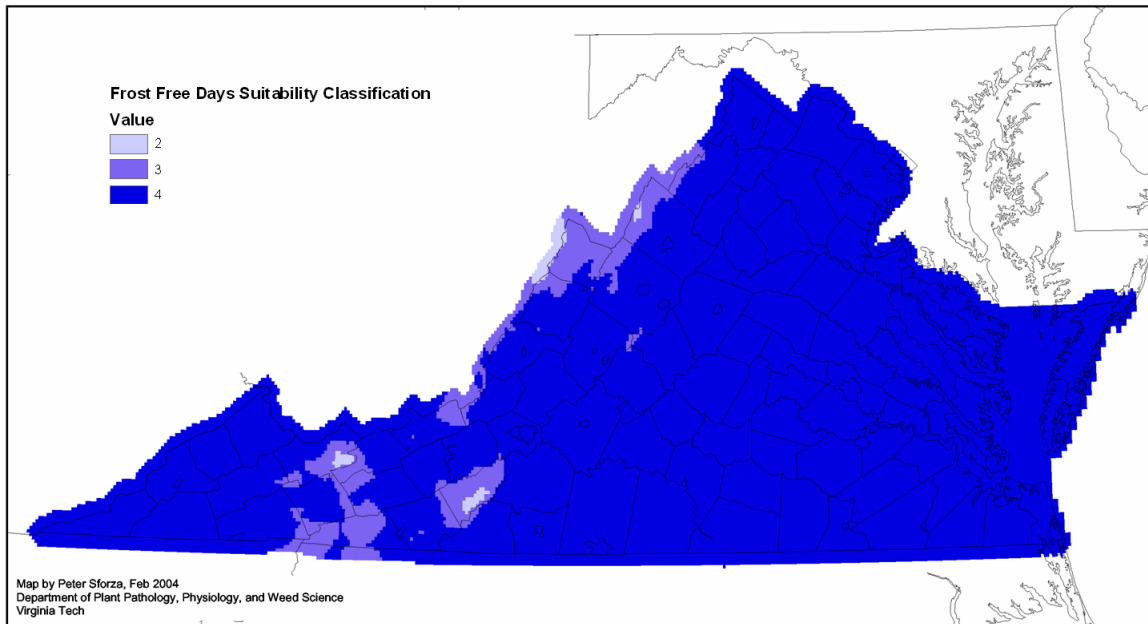 Frost Free Days Suitability Classification
Value
2
3
4
Map by Peter Sforza, Feb 2004
Department of Plant Pathology, Physiology, and Weed Science
Virginia Tech